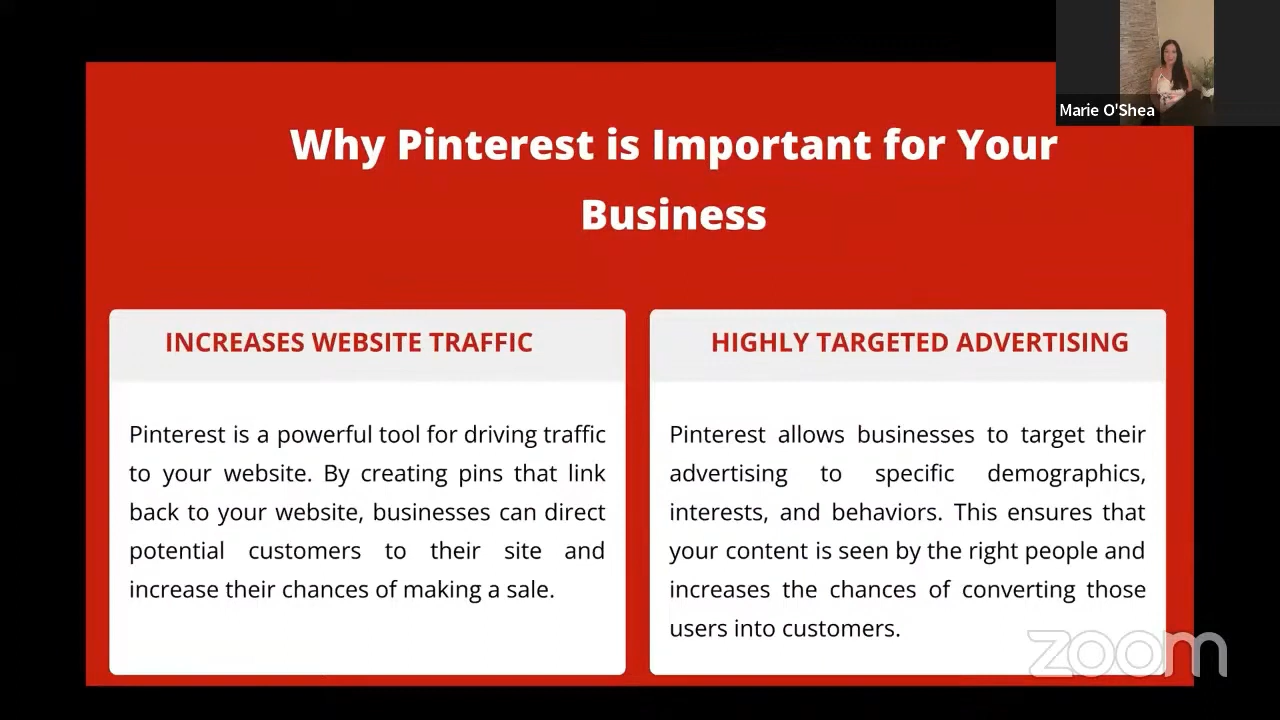 Marie O'Shea
Why Pinterest is Important for Your
Business
INCREASES WEBSITE TRAFFIC
Pinterest is a powerful tool for driving traffic
to your website. By creating pins that link
back to your website, businesses can direct
potential customers to their site and
increase their chances of making a sale.
HIGHLY TARGETED ADVERTISING
Pinterest allows businesses to target their
advertising to specific demographics,
interests, and behaviors. This ensures that
your content is seen by the right people and
increases the chances of converting those
users into customers.
zoom